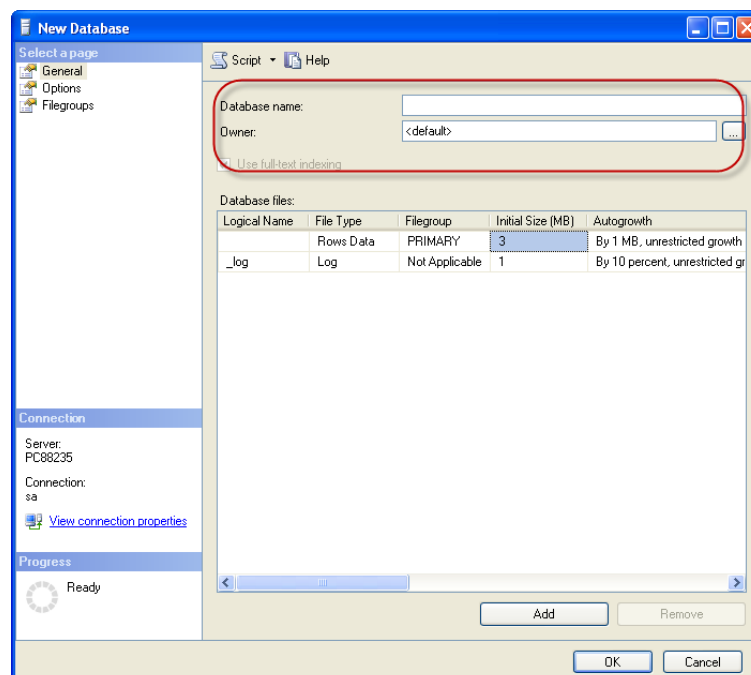 New Database
Select a page
General
Options
Filegroups
Script Help
Database name:
Owner: <default> ...
Use full-text indexing
Database files:
Logical Name File Type Filegroup Initial Size (MB) Autogrowth
Rows Data PRIMARY 3 By 1 MB, unrestricted growth
_log Log Not Applicable 1 By 10 percent, unrestricted gr
Connection
Server:
PC88235
Connection:
sa
View connection properties
Progress
Ready
Add Remove
OK Cancel